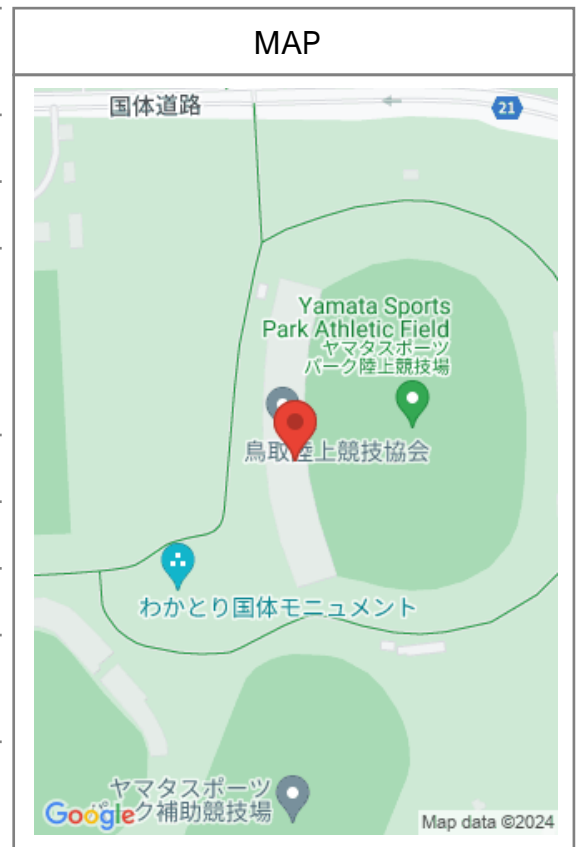 MAP
国体道路
21
Yamata Sports
Park Athletic Field
ヤマタスポーツ
パーク陸上競技場
鳥取陸上競技協会
わかとり国体モニュメント
ヤマタスポーツ
パーク補助競技場
Google
Map data ©2024